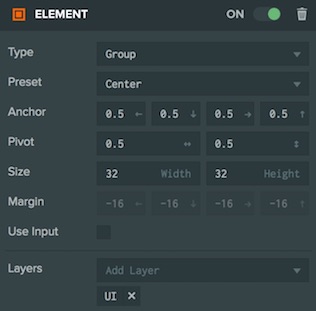 ELEMENT ON
Type Group
Preset Center
Anchor 0.5 ← 0.5 ↓ 0.5 → 0.5 ↑
Pivot 0.5 ↔ 0.5 ↕
Size 32 Width 32 Height
Margin -16 ← -16 ↓ -16 → -16 ↑
Use Input
Layers Add Layer
UI ×